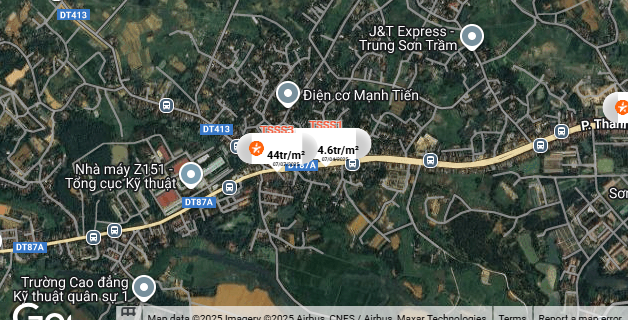 DT413
J&T Express -
Trung Sơn Trầm
Điện cơ Mạnh Tiến
DT413
TSSS3
TSSS1
P. Thanh
44tr/m²
4.6tr/m²
DT87A
Nhà máy Z151 -
Tổng cục Kỹ thuật
DT87A
Sơn
DT87A
Trường Cao đẳng
Kỹ thuật quân sự 1
Map data ©2025 Imagery ©2025 Airbus, CNES / Airbus, Maxar Technologies
Terms
Report a map error